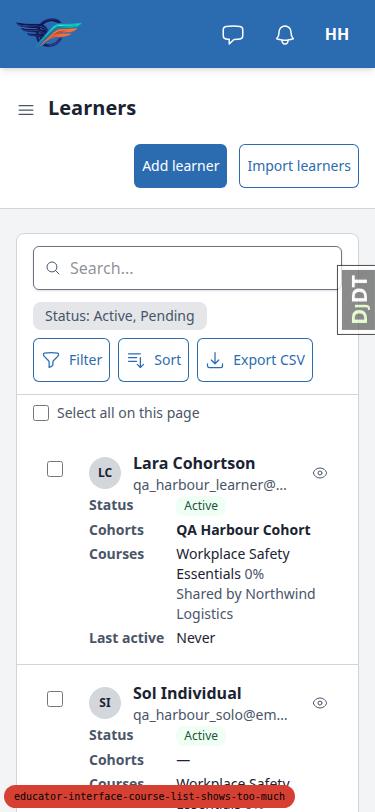 HH
Learners
Add learner
Import learners
Search...
DJDT
Status: Active, Pending
Filter
Sort
Export CSV
Select all on this page
LC
Lara Cohortson
qa_harbour_learner@...
Status Active
Cohorts QA Harbour Cohort
Courses Workplace Safety
Essentials 0%
Shared by Northwind
Logistics
Last active Never
SI
Sol Individual
qa_harbour_solo@em...
Status Active
Cohorts —
Courses Workplace Safety
educator-interface-course-list-shows-too-much